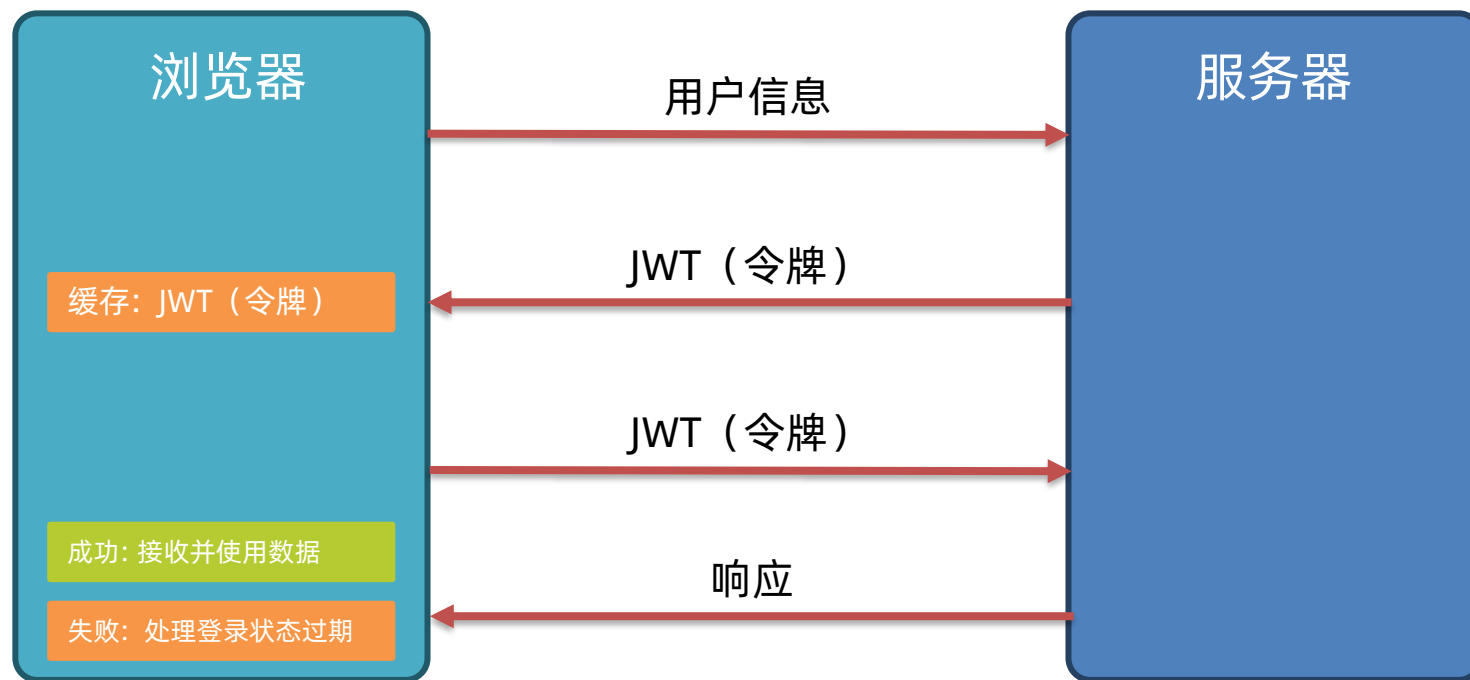 浏览器
服务器
用户信息
JWT（令牌）
缓存：JWT（令牌）
JWT（令牌）
成功：接收并使用数据
响应
失败：处理登录状态过期